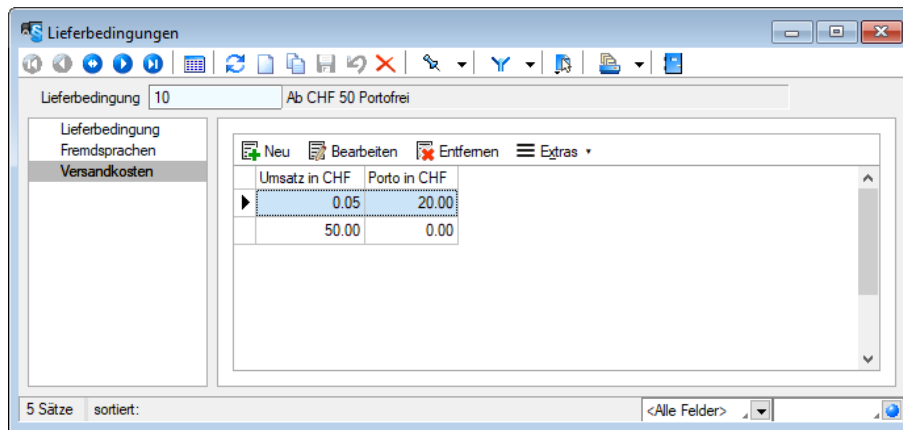 Lieferbedingungen
Lieferbedingung 10 Ab CHF 50 Portofrei
Lieferbedingung
Fremdsprachen
Versandkosten
Neu Bearbeiten Entfernen Extras
Umsatz in CHF Porto in CHF
0.05 20.00
50.00 0.00
5 Sätze sortiert: <Alle Felder>